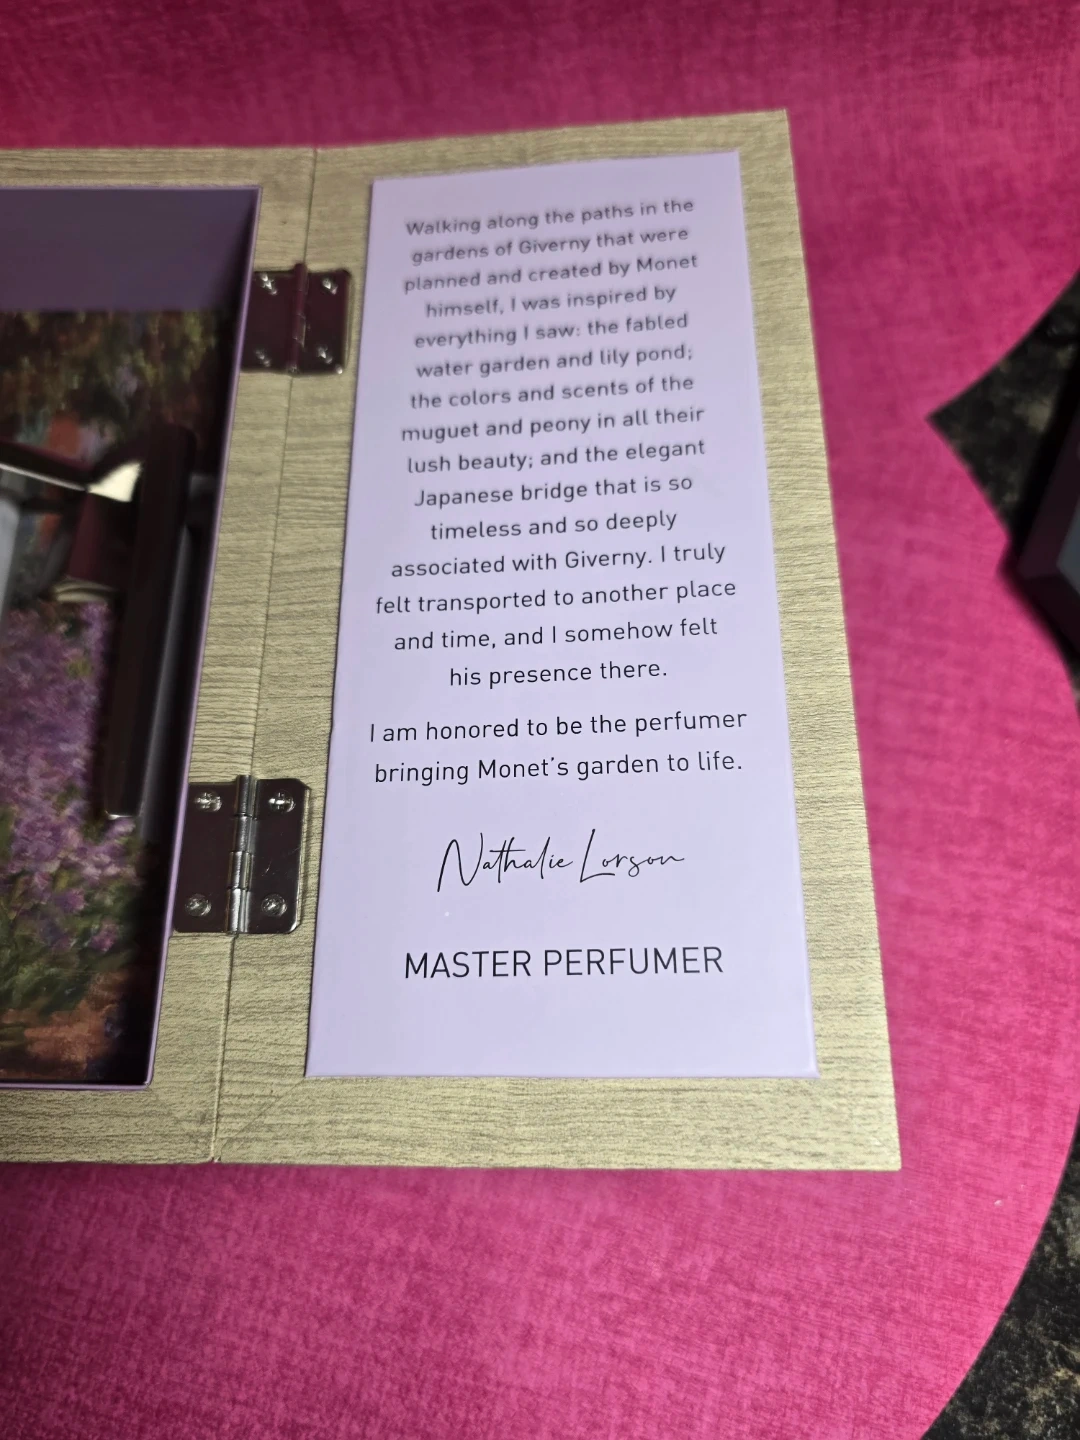 Walking along the paths in the
gardens of Giverny that were
planned and created by Monet
himself, I was inspired by
everything I saw: the fabled
water garden and lily pond;
the colors and scents of the
muguet and peony in all their
lush beauty; and the elegant
Japanese bridge that is so
timeless and so deeply
associated with Giverny. I truly
felt transported to another place
and time, and I somehow felt
his presence there.
I am honored to be the perfumer
bringing Monet's garden to life.
Nathalie Lorson
MASTER PERFUMER